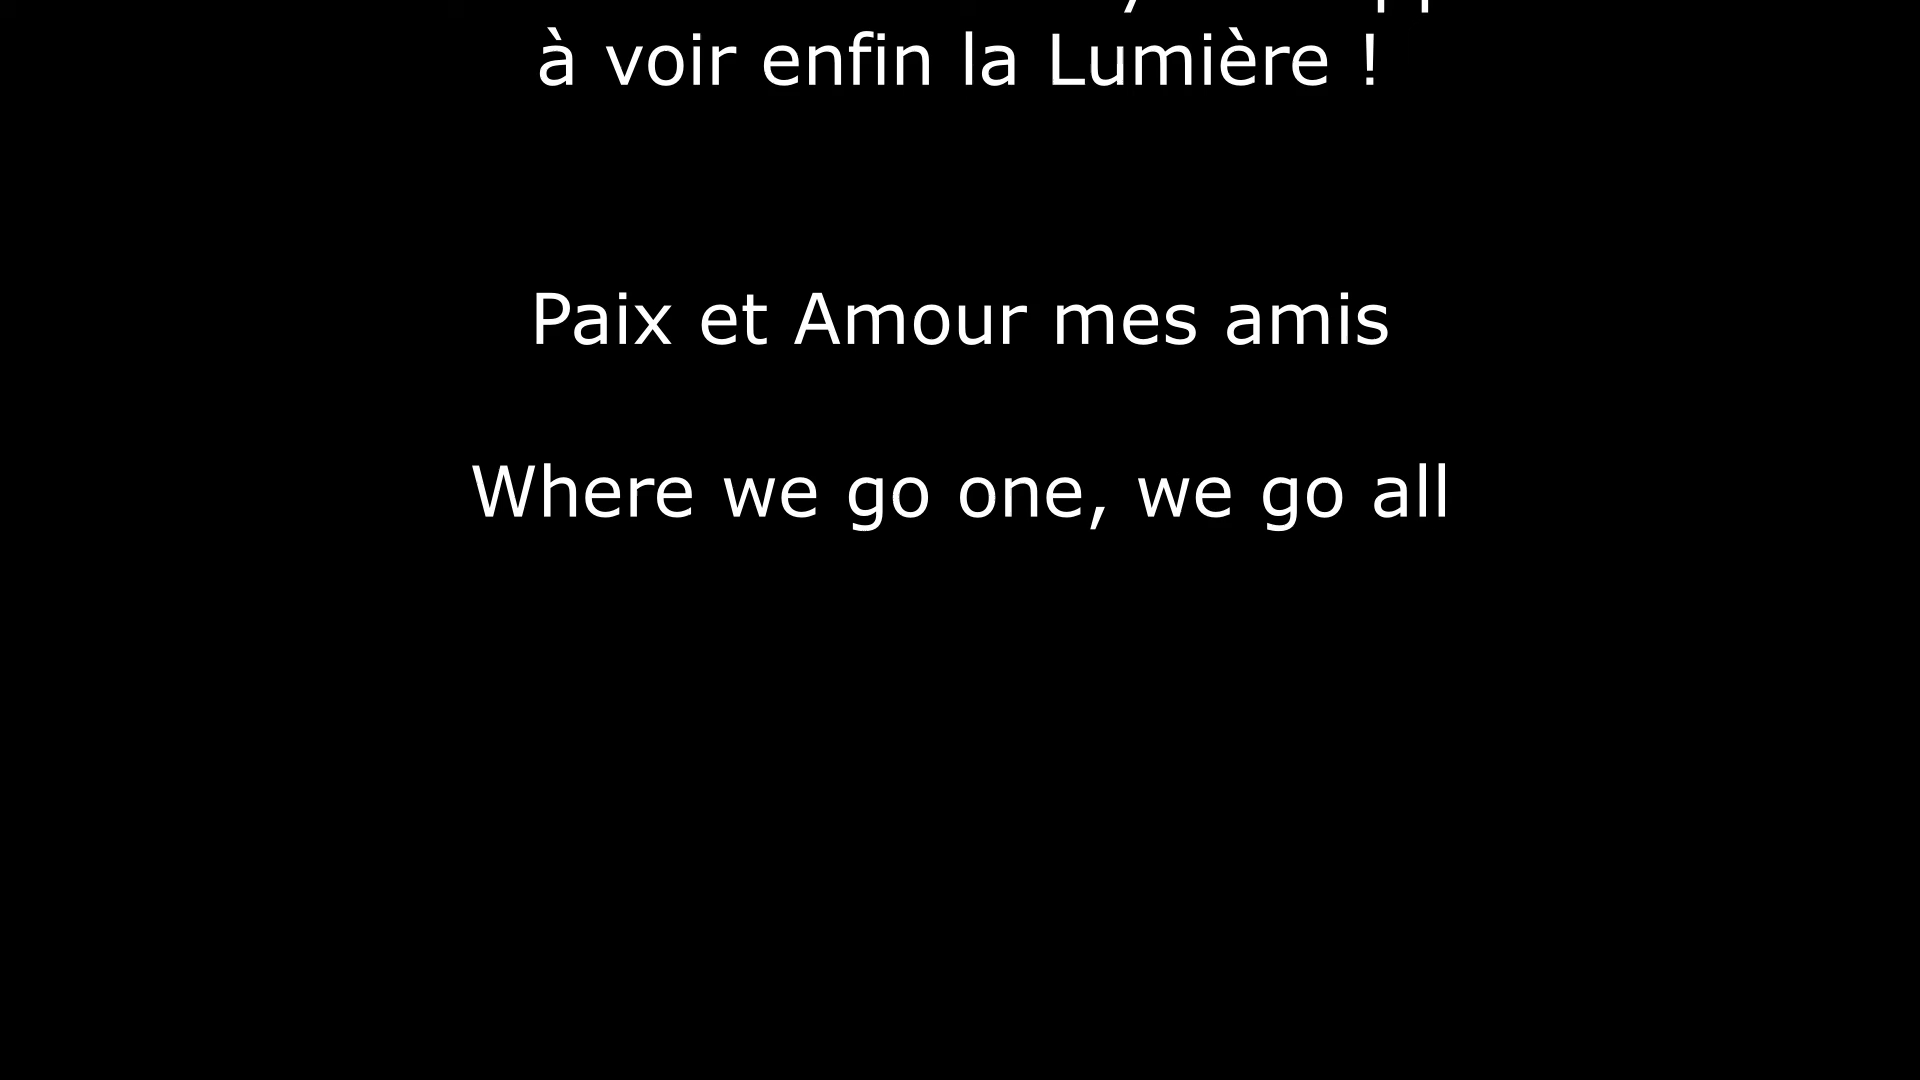 à voir enfin la Lumière !
Paix et Amour mes amis
Where we go one, we go all